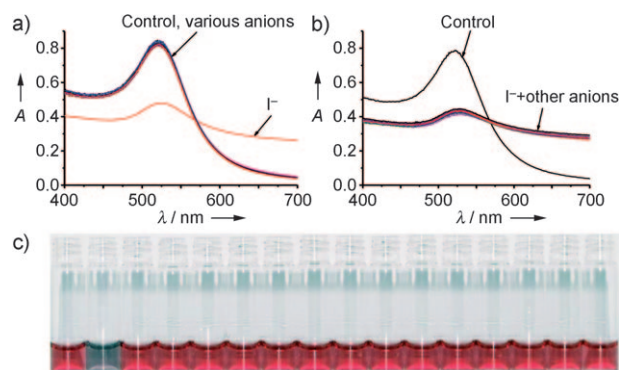 a)
Control, various anions
0.8
0.6
0.4
0.2
0.0
A
I⁻
400 500 600 700
λ / nm
b)
Control
0.8
0.6
0.4
0.2
0.0
A
I⁻+other anions
400 500 600 700
λ / nm
c)